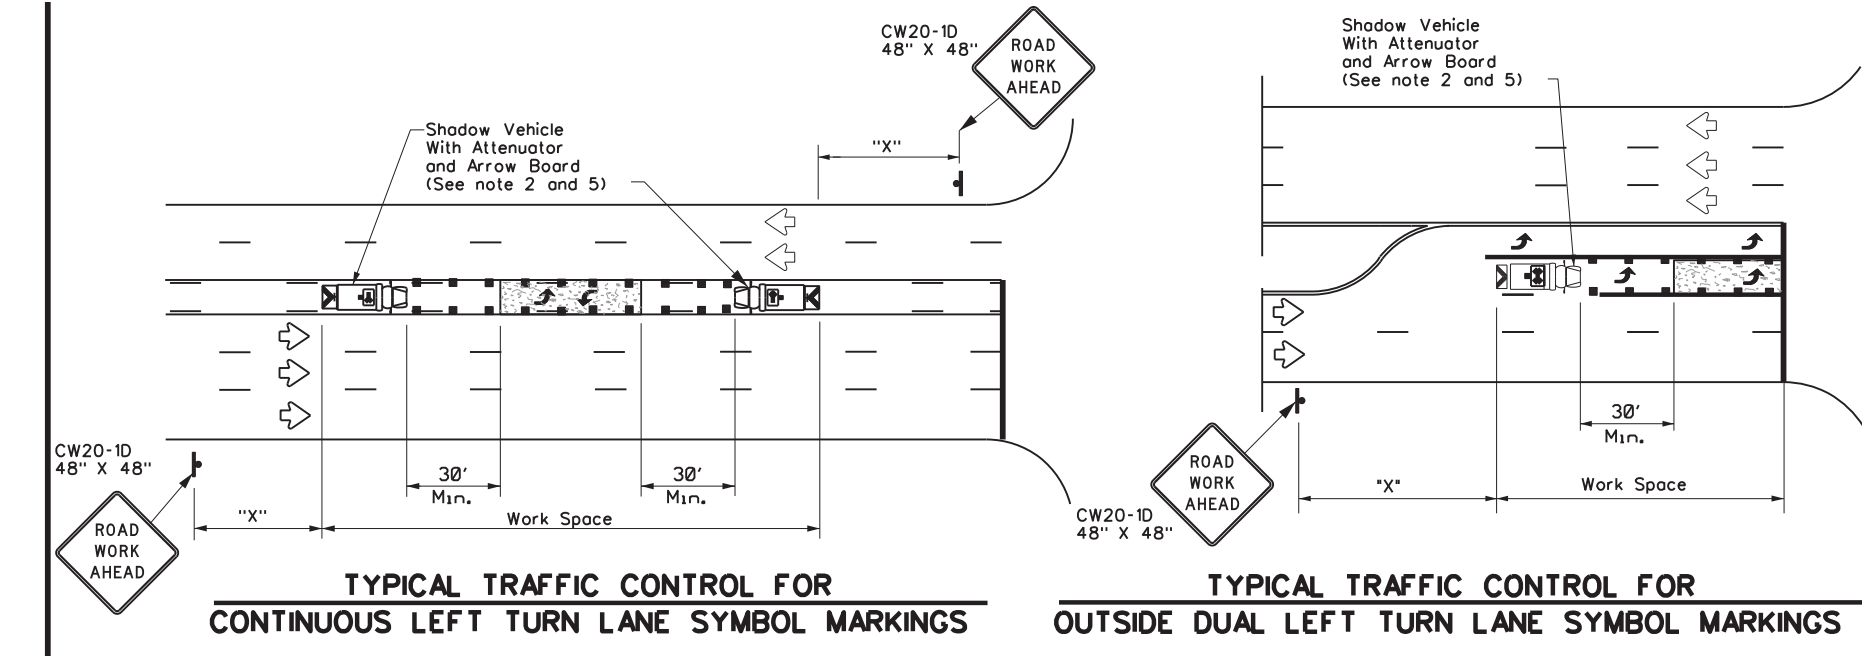 CW20-1D
48" X 48"
ROAD
WORK
AHEAD
Shadow Vehicle
With Attenuator
and Arrow Board
(See note 2 and 5)
"X"
30'
Min.
30'
Min.
CW20-1D
48" X 48"
ROAD
WORK
AHEAD
"X"
Work Space
TYPICAL TRAFFIC CONTROL FOR
CONTINUOUS LEFT TURN LANE SYMBOL MARKINGS
Shadow Vehicle
With Attenuator
and Arrow Board
(See note 2 and 5)
30'
Min.
ROAD
WORK
AHEAD
CW20-1D
48" X 48"
"X"
Work Space
TYPICAL TRAFFIC CONTROL FOR
OUTSIDE DUAL LEFT TURN LANE SYMBOL MARKINGS